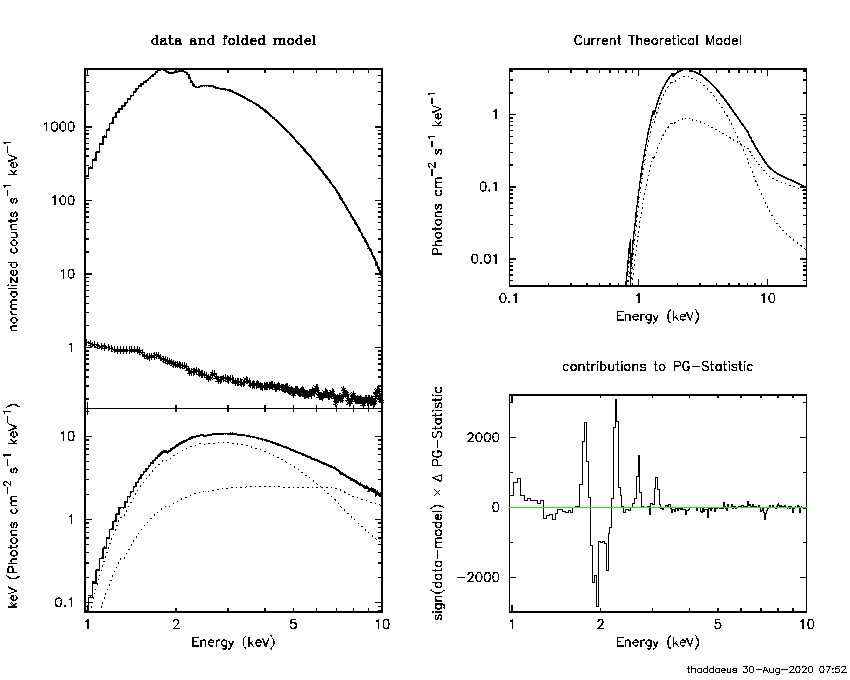 data and folded model
normalized counts s⁻¹ keV⁻¹
1000
100
10
1
keV (Photons cm⁻² s⁻¹ keV⁻¹)
10
1
0.1
1 2 5 10
Energy (keV)
Current Theoretical Model
Photons cm⁻² s⁻¹ keV⁻¹
1
0.1
0.01
0.1 1 10
Energy (keV)
contributions to PG−Statistic
sign(data−model) × Δ PG−Statistic
2000
0
−2000
1 2 5 10
Energy (keV)
thaddaeus 30−Aug−2020 07:52